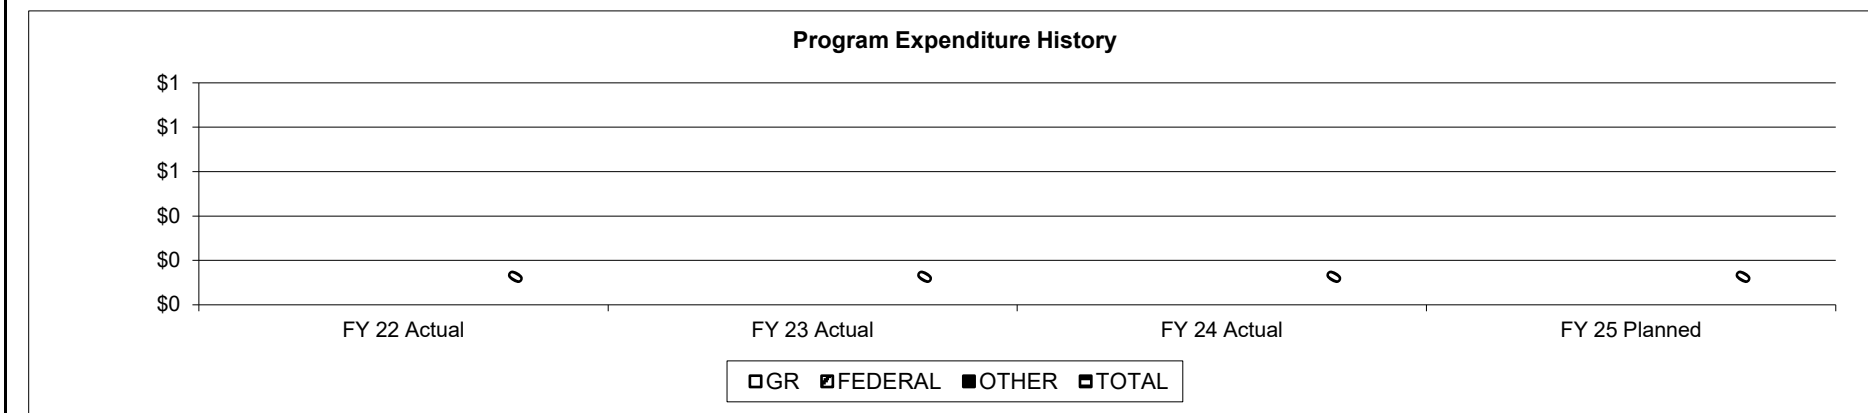 Program Expenditure History
$1
$1
$1
$0
$0
$0
0 0 0 0
FY 22 Actual FY 23 Actual FY 24 Actual FY 25 Planned
GR FEDERAL OTHER TOTAL